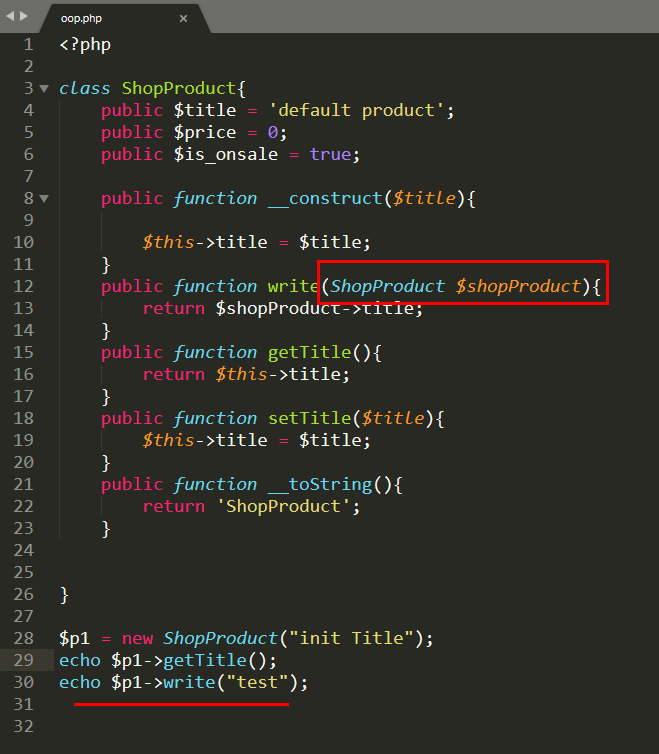 oop.php ×
1 <?php
2
3 class ShopProduct{
4 public $title = 'default product';
5 public $price = 0;
6 public $is_onsale = true;
7
8 public function __construct($title){
9
10 $this->title = $title;
11 }
12 public function write(ShopProduct $shopProduct){
13 return $shopProduct->title;
14 }
15 public function getTitle(){
16 return $this->title;
17 }
18 public function setTitle($title){
19 $this->title = $title;
20 }
21 public function __toString(){
22 return 'ShopProduct';
23 }
24
25
26 }
27
28 $p1 = new ShopProduct("init Title");
29 echo $p1->getTitle();
30 echo $p1->write("test");
31
32